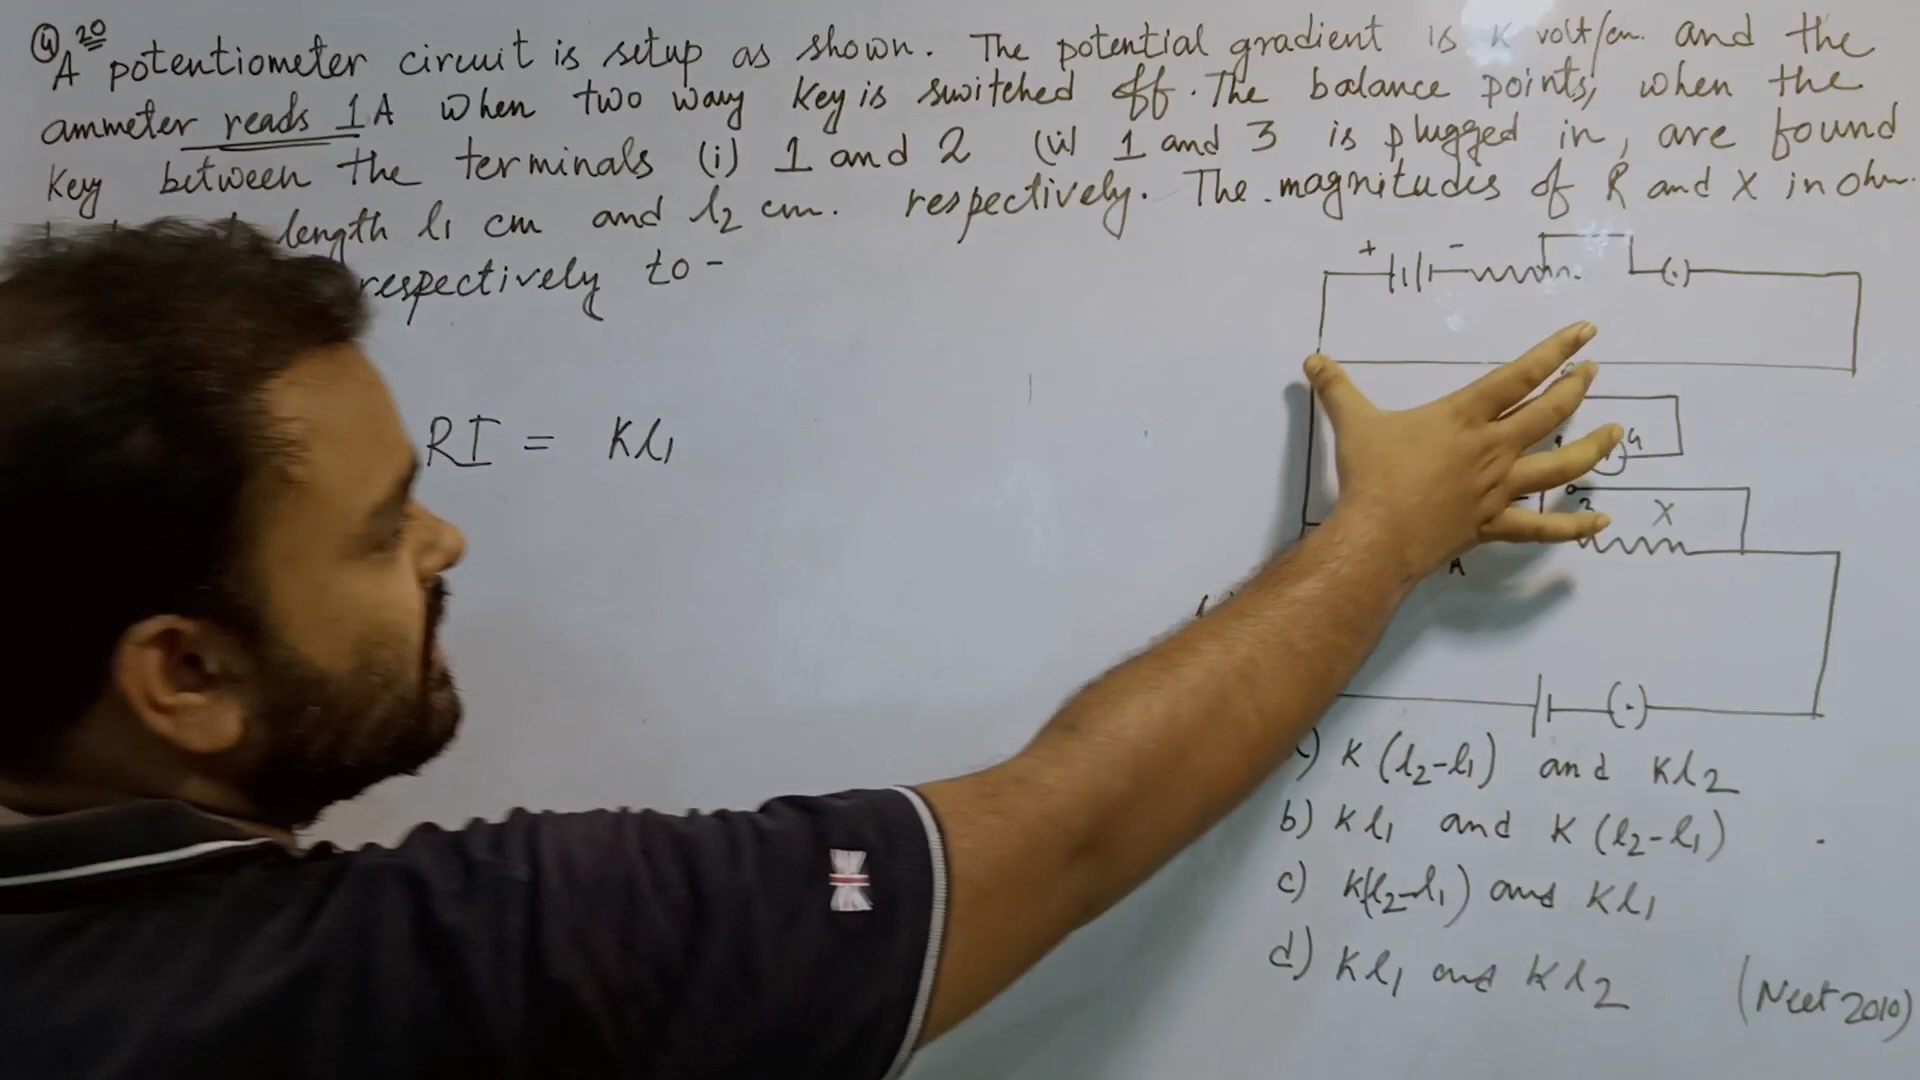 ④ 20
A potentiometer circuit is setup as shown. The potential gradient is K volt/cm. and the
ammeter reads 1A when two way key is switched off. The balance points, when the
key between the terminals (i) 1 and 2 (ii) 1 and 3 is plugged in, are found
length l₁ cm and l₂ cm. respectively. The magnitudes of R and X in ohm.
respectively to -
+ -
(.)
RI = Kl₁
G
3
X
A
(.)
) K (l₂-l₁) and Kl₂
b) Kl₁ and K (l₂-l₁)
c) K(l₂-l₁) and Kl₁
d) Kl₁ and Kl₂
(Neet 2010)